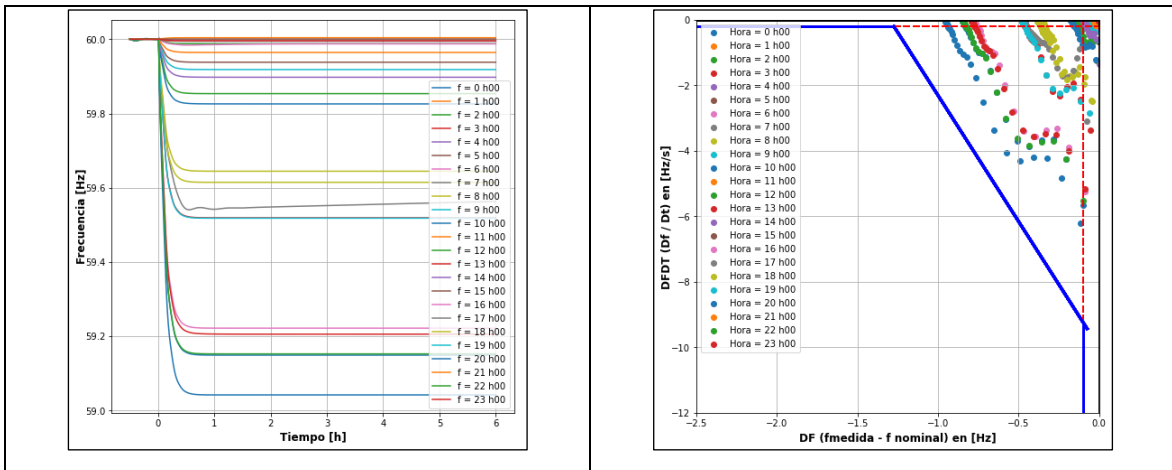 60.0
59.8
59.6
59.4
59.2
59.0
Frecuencia [Hz]
f = 0 h00
f = 1 h00
f = 2 h00
f = 3 h00
f = 4 h00
f = 5 h00
f = 6 h00
f = 7 h00
f = 8 h00
f = 9 h00
f = 10 h00
f = 11 h00
f = 12 h00
f = 13 h00
f = 14 h00
f = 15 h00
f = 16 h00
f = 17 h00
f = 18 h00
f = 19 h00
f = 20 h00
f = 21 h00
f = 22 h00
f = 23 h00
0 1 2 3 4 5 6
Tiempo [h]
0
−2
−4
−6
−8
−10
−12
DFDT (Df / Dt) en [Hz/s]
Hora = 0 h00
Hora = 1 h00
Hora = 2 h00
Hora = 3 h00
Hora = 4 h00
Hora = 5 h00
Hora = 6 h00
Hora = 7 h00
Hora = 8 h00
Hora = 9 h00
Hora = 10 h00
Hora = 11 h00
Hora = 12 h00
Hora = 13 h00
Hora = 14 h00
Hora = 15 h00
Hora = 16 h00
Hora = 17 h00
Hora = 18 h00
Hora = 19 h00
Hora = 20 h00
Hora = 21 h00
Hora = 22 h00
Hora = 23 h00
−2.5 −2.0 −1.5 −1.0 −0.5 0.0
DF (fmedida - f nominal) en [Hz]